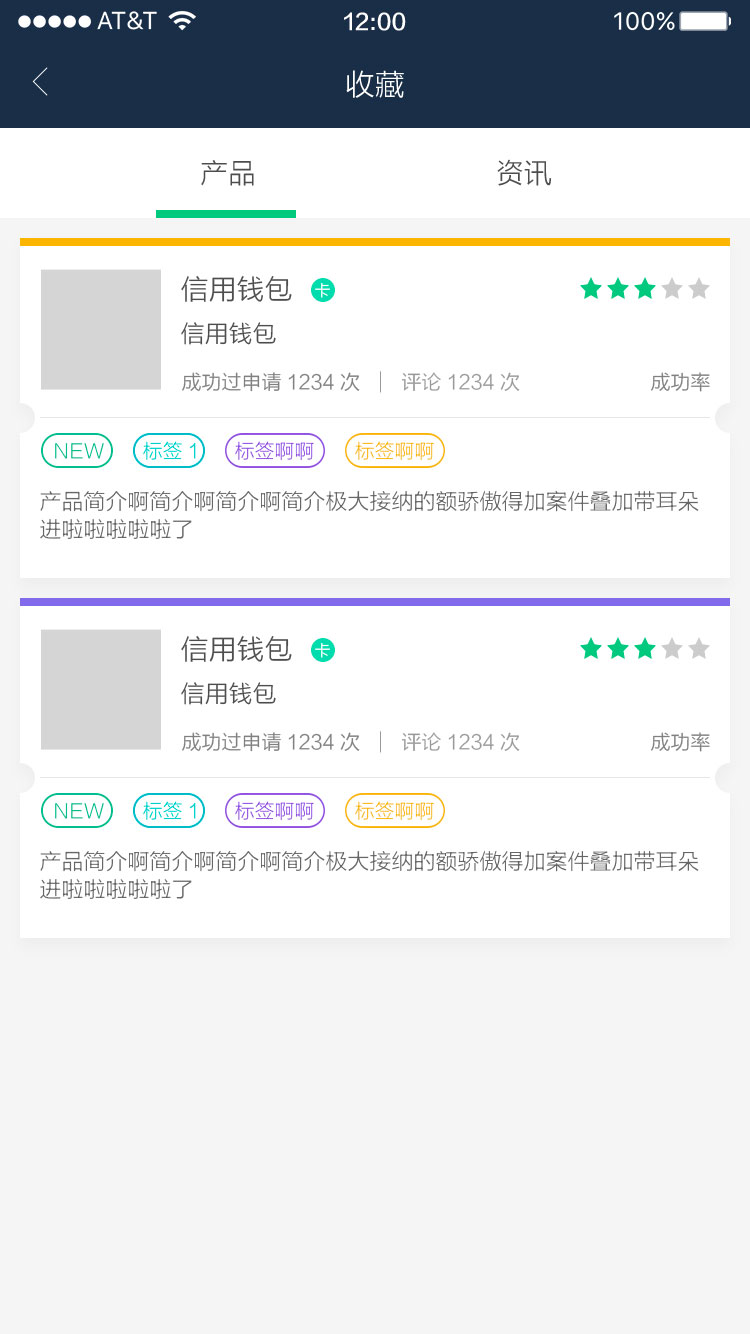 AT&T 12:00 100%
收藏
产品 资讯
信用钱包 卡
信用钱包
成功过申请 1234 次 评论 1234 次 成功率
NEW 标签 1 标签啊啊 标签啊啊
产品简介啊简介啊简介啊简介极大接纳的额骄傲得加案件叠加带耳朵
进啦啦啦啦啦了
信用钱包 卡
信用钱包
成功过申请 1234 次 评论 1234 次 成功率
NEW 标签 1 标签啊啊 标签啊啊
产品简介啊简介啊简介啊简介极大接纳的额骄傲得加案件叠加带耳朵
进啦啦啦啦啦了